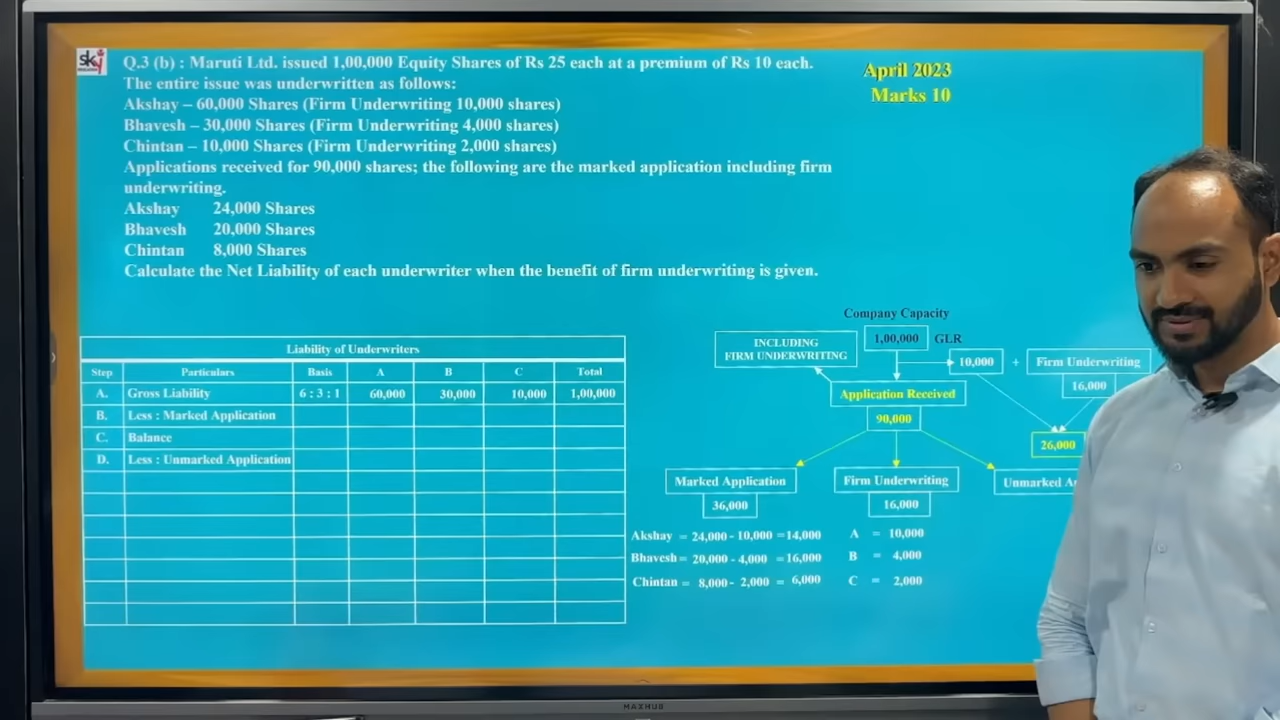 sky
Q.3 (b) : Maruti Ltd. issued 1,00,000 Equity Shares of Rs 25 each at a premium of Rs 10 each.
The entire issue was underwritten as follows:
Akshay – 60,000 Shares (Firm Underwriting 10,000 shares)
Bhavesh – 30,000 Shares (Firm Underwriting 4,000 shares)
Chintan – 10,000 Shares (Firm Underwriting 2,000 shares)
Applications received for 90,000 shares; the following are the marked application including firm
underwriting.
Akshay 24,000 Shares
Bhavesh 20,000 Shares
Chintan 8,000 Shares
Calculate the Net Liability of each underwriter when the benefit of firm underwriting is given.
April 2023
Marks 10
Liability of Underwriters
Step Particulars Basis A B C Total
A. Gross Liability 6 : 3 : 1 60,000 30,000 10,000 1,00,000
B. Less : Marked Application
C. Balance
D. Less : Unmarked Application
Company Capacity
1,00,000 GLR
INCLUDING
FIRM UNDERWRITING
10,000 + Firm Underwriting
16,000
Application Received
90,000
26,000
Marked Application Firm Underwriting Unmarked
36,000 16,000
Akshay = 24,000 - 10,000 = 14,000 A = 10,000
Bhavesh = 20,000 - 4,000 = 16,000 B = 4,000
Chintan = 8,000 - 2,000 = 6,000 C = 2,000
MAXHUB